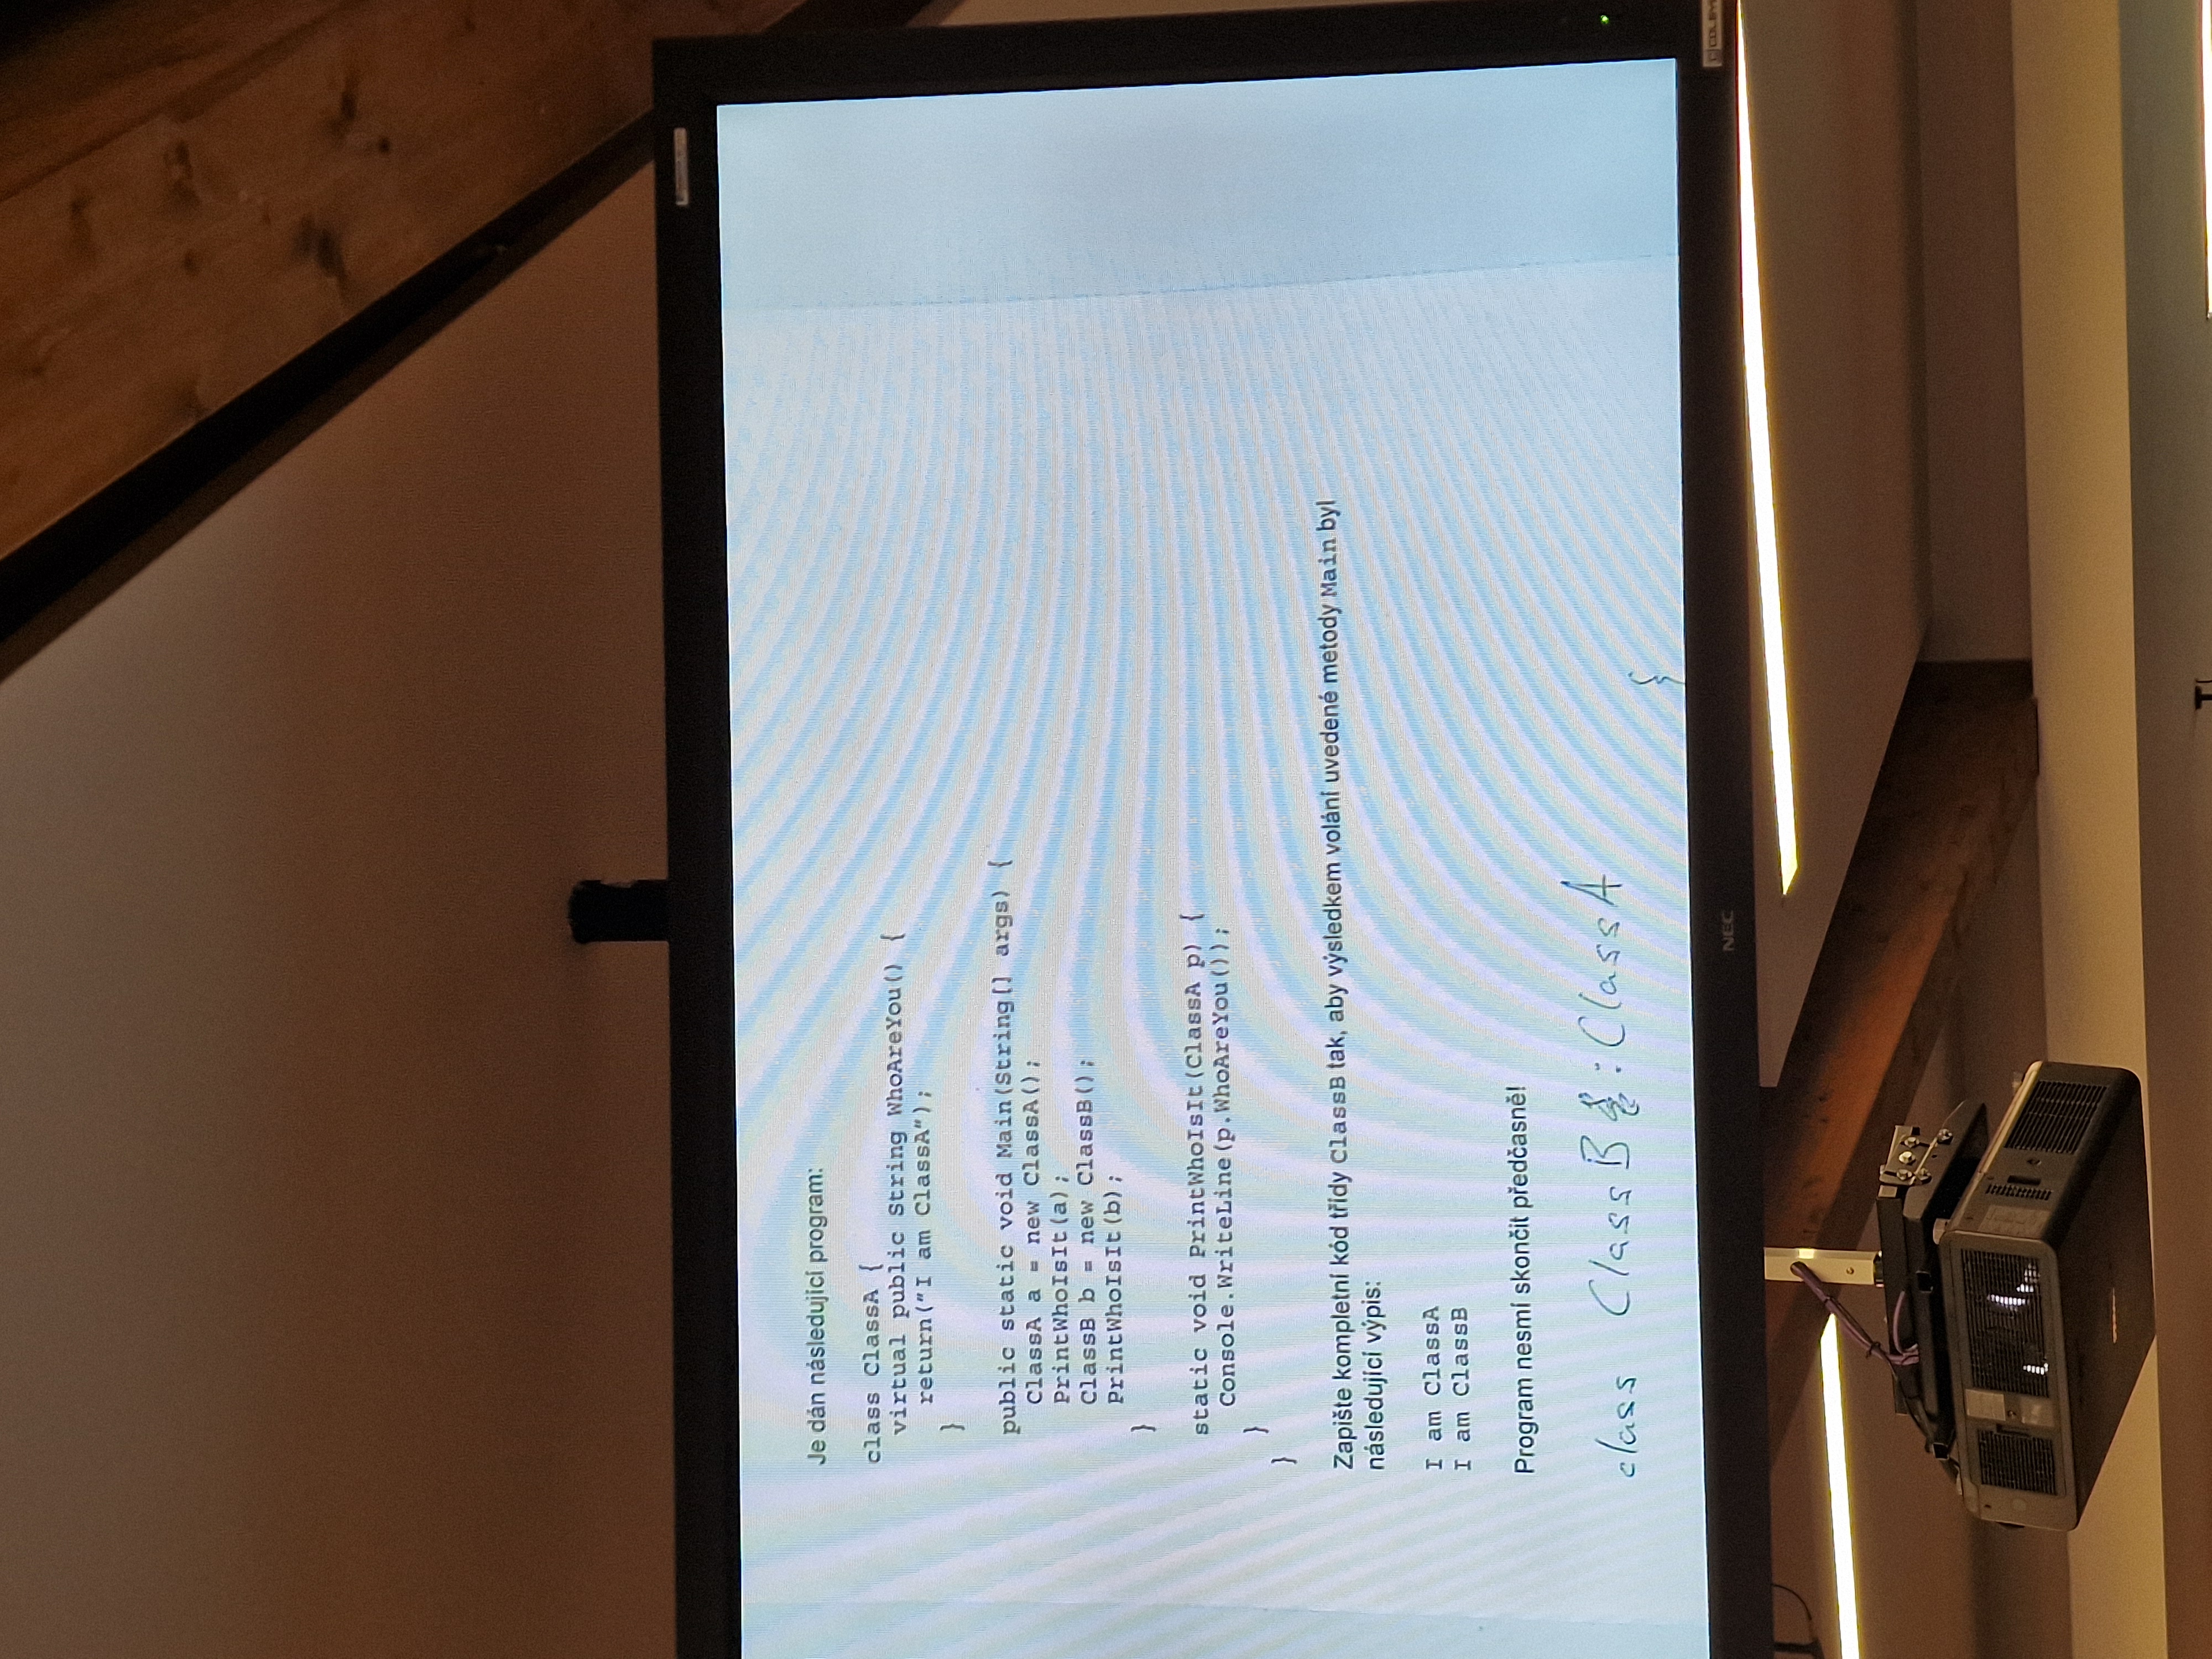 Je dán následující program:
class ClassA {
virtual public String WhoAreYou() {
return("I am ClassA");
}
public static void Main(String[] args) {
ClassA a = new ClassA();
PrintWhoIsIt(a);
ClassB b = new ClassB();
PrintWhoIsIt(b);
}
static void PrintWhoIsIt(ClassA p) {
Console.WriteLine(p.WhoAreYou());
}
}
Zapište kompletní kód třídy ClassB tak, aby výsledkem volání uvedené metody Main byl
následující výpis:
I am ClassA
I am ClassB
Program nesmí skončit předčasně!
class ClassB : ClassA
{
NEC